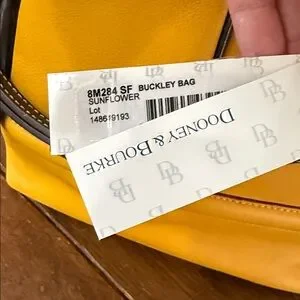 8M284 SF BUCKLEY BAG
SUNFLOWER
Lot
148619193
DOONEY & BOURKE